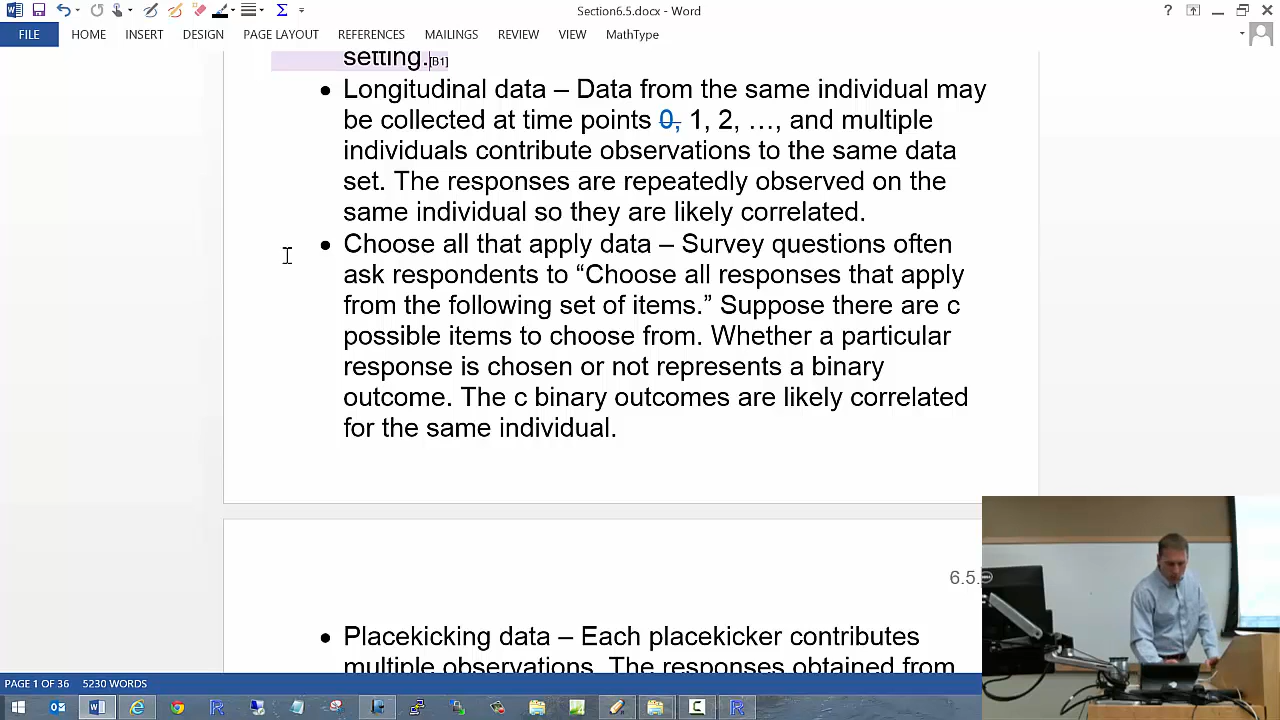 Section6.5.docx - Word
FILE HOME INSERT DESIGN PAGE LAYOUT REFERENCES MAILINGS REVIEW VIEW MathType
setting.[B1]
• Longitudinal data – Data from the same individual may
be collected at time points 0, 1, 2, …, and multiple
individuals contribute observations to the same data
set. The responses are repeatedly observed on the
same individual so they are likely correlated.
• Choose all that apply data – Survey questions often
ask respondents to “Choose all responses that apply
from the following set of items.” Suppose there are c
possible items to choose from. Whether a particular
response is chosen or not represents a binary
outcome. The c binary outcomes are likely correlated
for the same individual.
6.5.
• Placekicking data – Each placekicker contributes
multiple observations. The responses obtained from
PAGE 1 OF 36 5230 WORDS